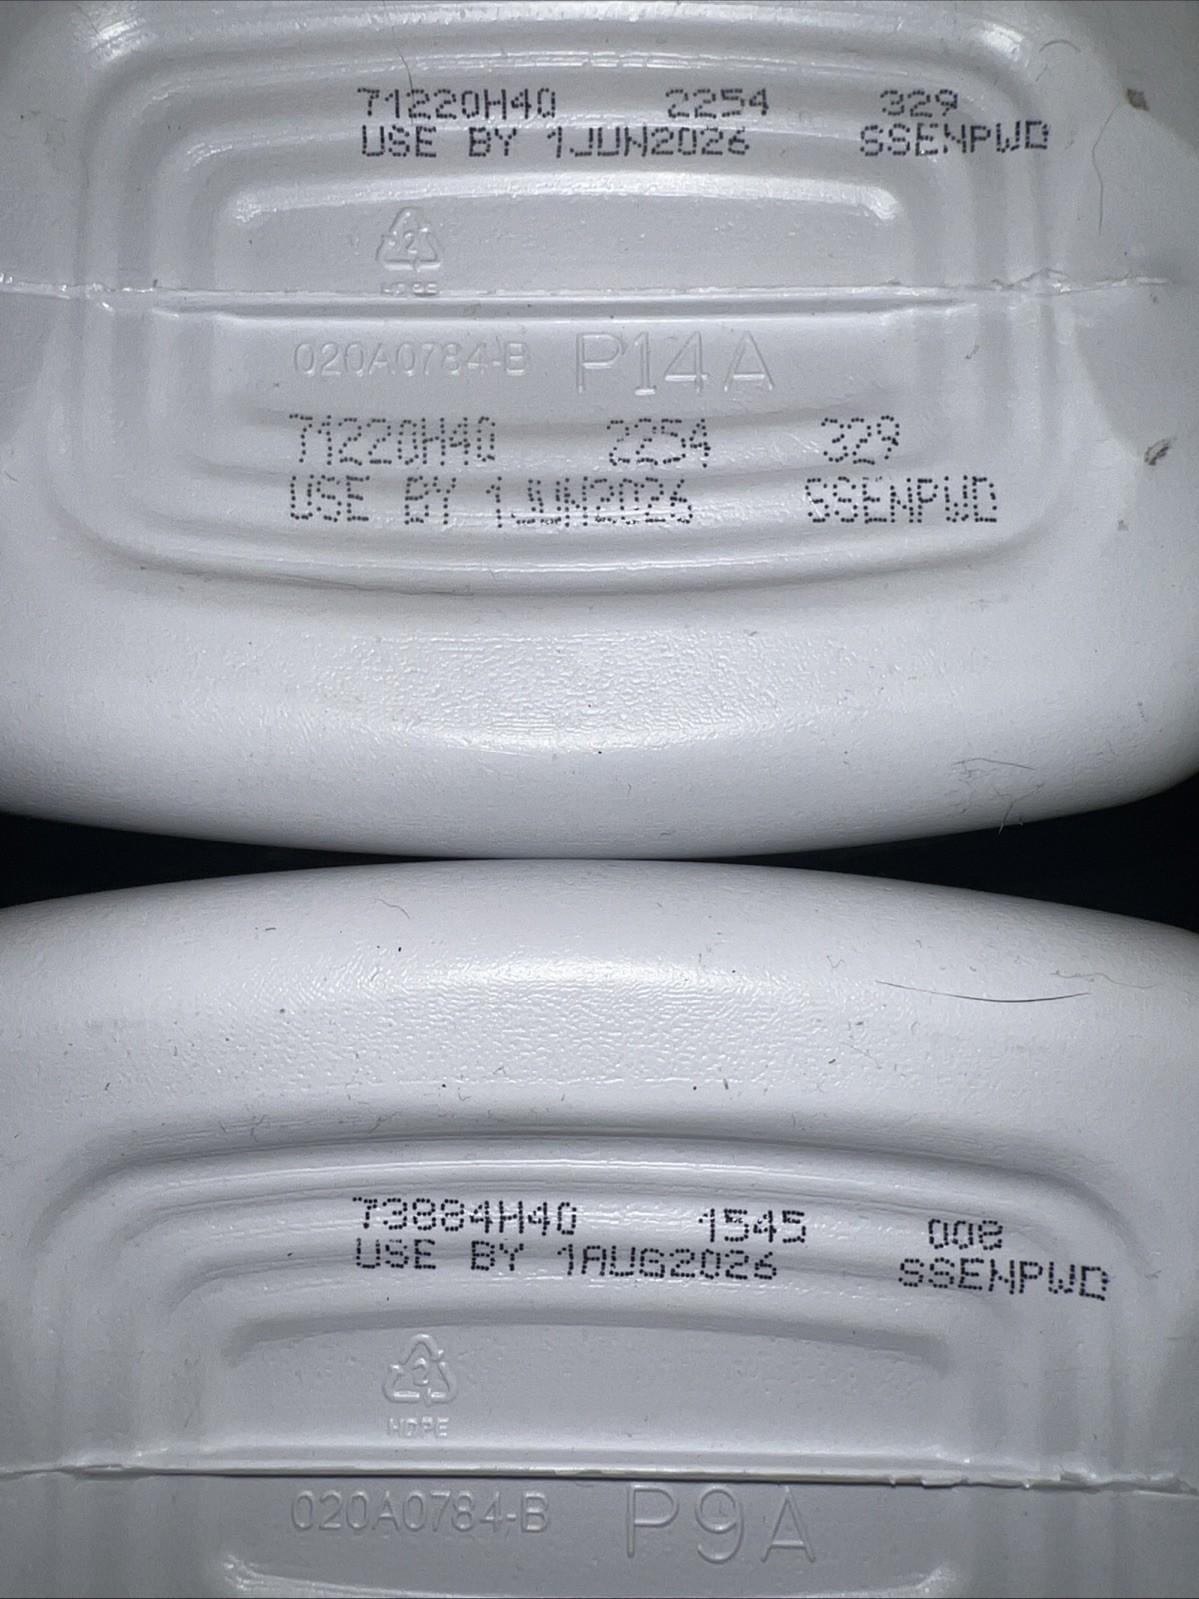 71220H40 2254 329
USE BY 1JUN2026 SSENPWD
2
HDPE
020A0784-B P14A
71220H40 2254 329
USE BY 1JUN2026 SSENPWD
73884H40 1545 008
USE BY 1AUG2026 SSENPWD
2
HDPE
020A0784-B P9A